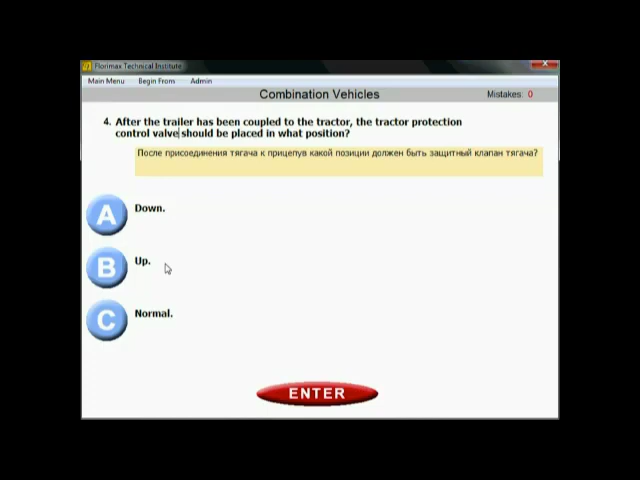 Florimax Technical Institute
Main Menu Begin From Admin
Combination Vehicles Mistakes: 0
4. After the trailer has been coupled to the tractor, the tractor protection
control valve should be placed in what position?
После присоединения тягача к прицепув какой позиции должен быть защитный клапан тягача?
A Down.
B Up.
C Normal.
ENTER